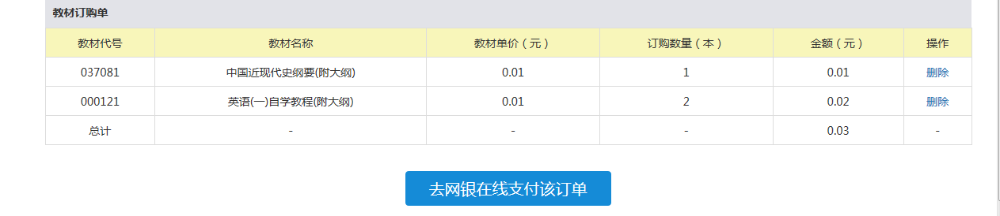 教材订购单
教材代号 教材名称 教材单价（元） 订购数量（本） 金额（元） 操作
037081 中国近现代史纲要(附大纲) 0.01 1 0.01 删除
000121 英语(一)自学教程(附大纲) 0.01 2 0.02 删除
总计 - - - 0.03 -
去网银在线支付该订单